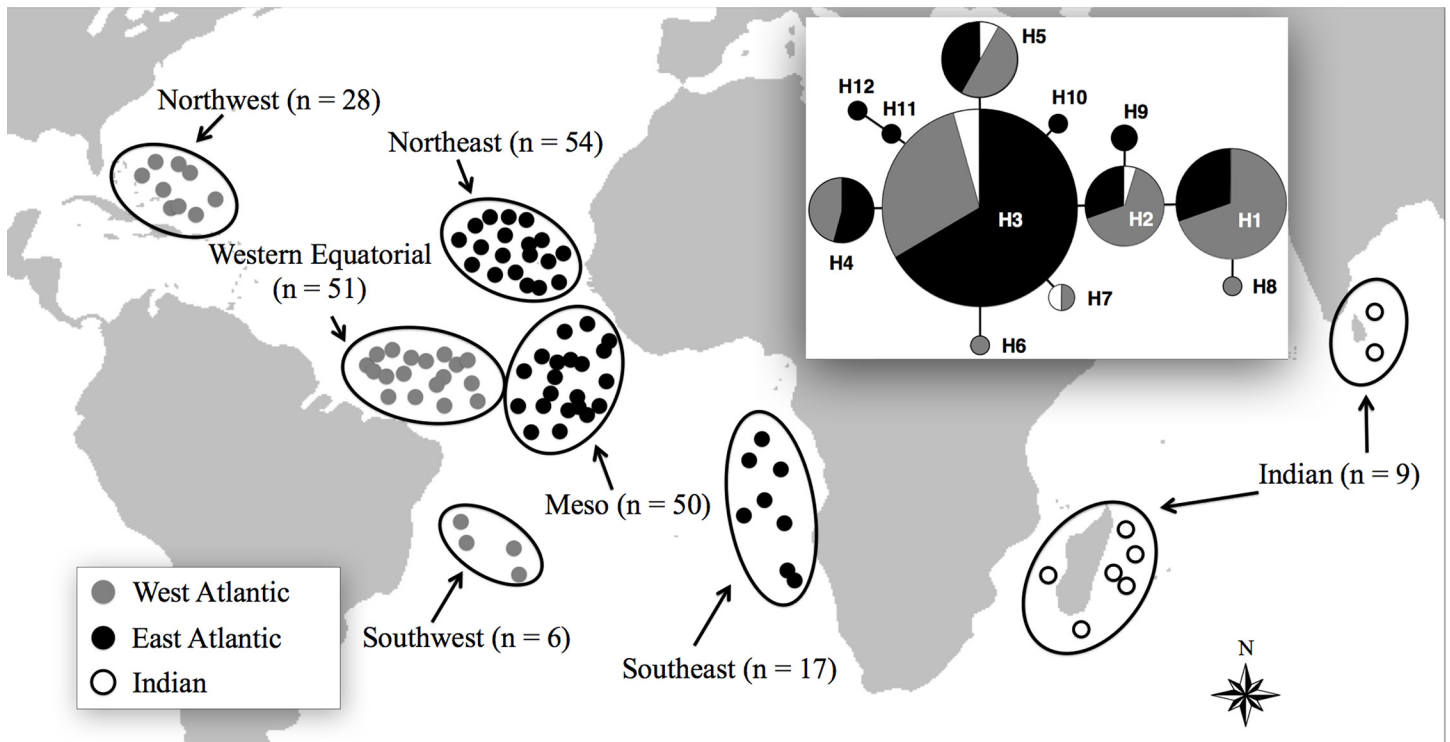 Northwest (n = 28)
Northeast (n = 54)
Western Equatorial
(n = 51)
Meso (n = 50)
Southwest (n = 6)
Southeast (n = 17)
Indian (n = 9)
West Atlantic
East Atlantic
Indian
N
H5
H12
H11
H10
H9
H3
H2
H1
H4
H7
H8
H6